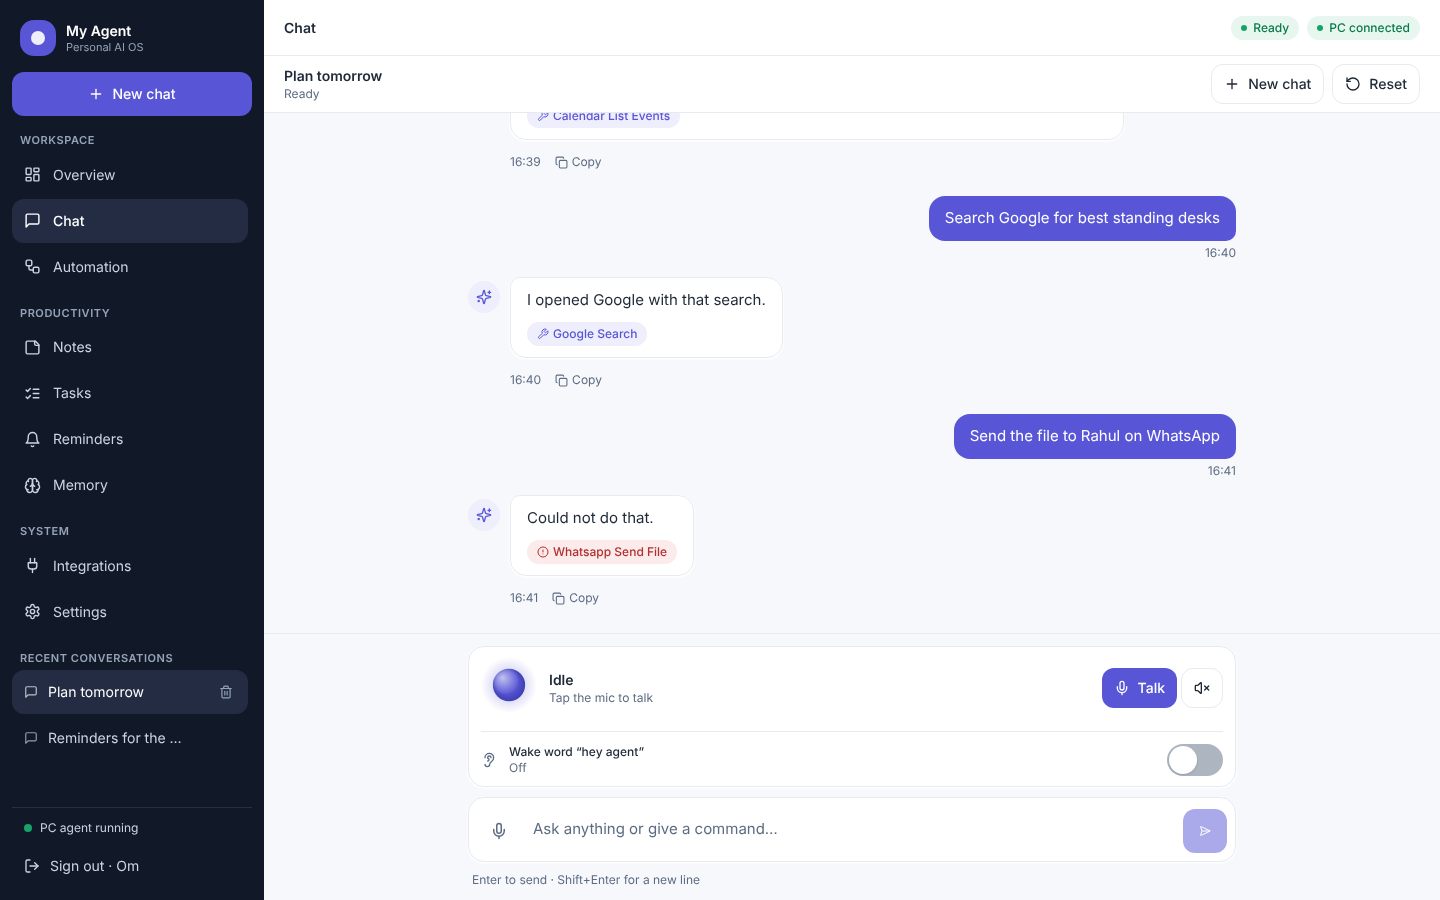 My Agent
Personal AI OS
New chat
WORKSPACE
Overview
Chat
Automation
PRODUCTIVITY
Notes
Tasks
Reminders
Memory
SYSTEM
Integrations
Settings
RECENT CONVERSATIONS
Plan tomorrow
Reminders for the ...
PC agent running
Sign out · Om
Chat
Ready
PC connected
Plan tomorrow
Ready
New chat
Reset
Calendar List Events
16:39 Copy
Search Google for best standing desks
16:40
I opened Google with that search.
Google Search
16:40 Copy
Send the file to Rahul on WhatsApp
16:41
Could not do that.
Whatsapp Send File
16:41 Copy
Idle
Tap the mic to talk
Talk
Wake word “hey agent”
Off
Ask anything or give a command...
Enter to send · Shift+Enter for a new line